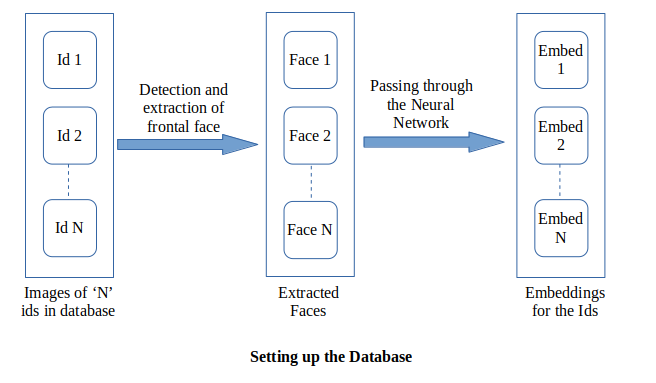 Id 1
Id 2
Id N
Images of ‘N’
ids in database
Detection and
extraction of
frontal face
Face 1
Face 2
Face N
Extracted
Faces
Passing through
the Neural
Network
Embed
1
Embed
2
Embed
N
Embeddings
for the Ids
Setting up the Database